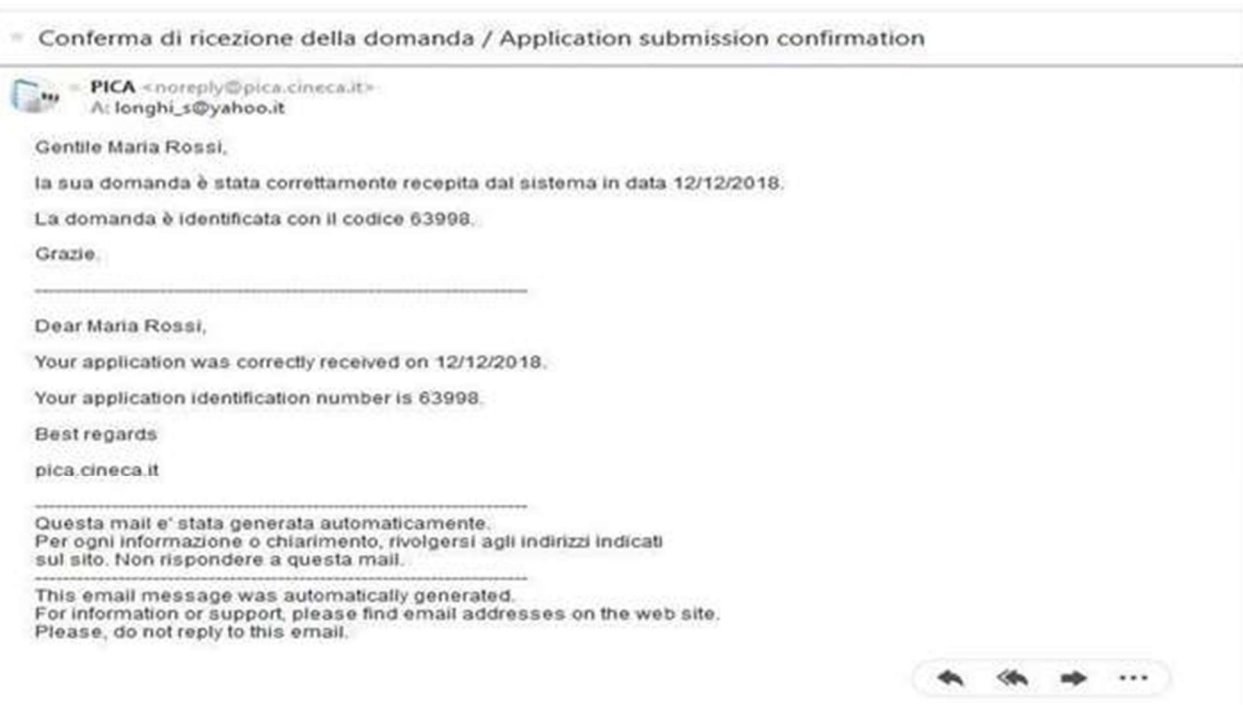 Conferma di ricezione della domanda / Application submission confirmation
PICA <noreply@pica.cineca.it>
A: longhi_s@yahoo.it
Gentile Maria Rossi,
la sua domanda è stata correttamente recepita dal sistema in data 12/12/2018.
La domanda è identificata con il codice 63998.
Grazie.
------------------------------------------------------------
Dear Maria Rossi,
Your application was correctly received on 12/12/2018.
Your application identification number is 63998.
Best regards
pica.cineca.it
------------------------------------------------------------
Questa mail e' stata generata automaticamente.
Per ogni informazione o chiarimento, rivolgersi agli indirizzi indicati
sul sito. Non rispondere a questa mail.
------------------------------------------------------------
This email message was automatically generated.
For information or support, please find email addresses on the web site.
Please, do not reply to this email.